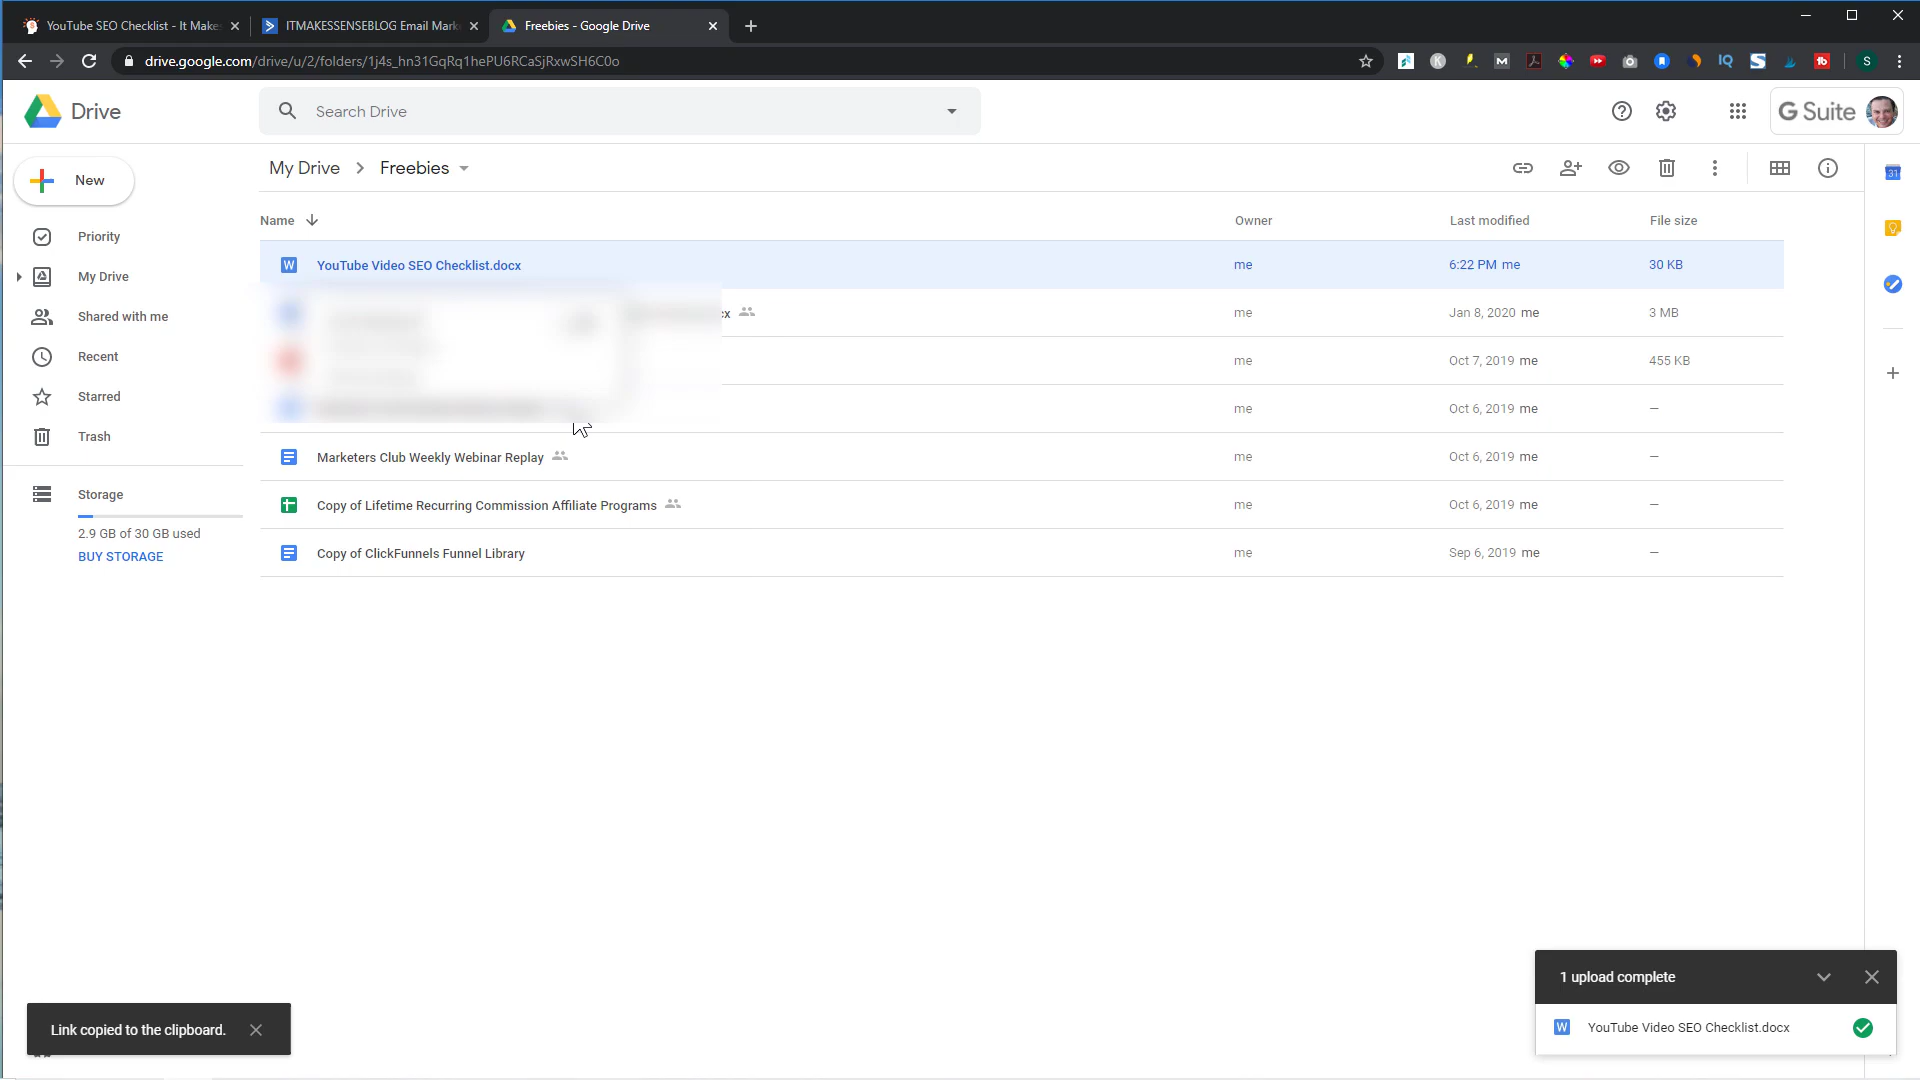 YouTube SEO Checklist - It Make
ITMAKESSENSEBLOG Email Mark
Freebies - Google Drive
drive.google.com/drive/u/2/folders/1j4s_hn31GqRq1hePU6RCaSjRxwSH6C0o
K
M
IQ
S
tb
S
Drive
Search Drive
G Suite
New
My Drive
Freebies
31
Name
Owner
Last modified
File size
Priority
My Drive
Shared with me
Recent
Starred
Trash
Storage
2.9 GB of 30 GB used
BUY STORAGE
W
YouTube Video SEO Checklist.docx
me
6:22 PM me
30 KB
cx
me
Jan 8, 2020 me
3 MB
me
Oct 7, 2019 me
455 KB
me
Oct 6, 2019 me
—
Marketers Club Weekly Webinar Replay
me
Oct 6, 2019 me
—
Copy of Lifetime Recurring Commission Affiliate Programs
me
Oct 6, 2019 me
—
Copy of ClickFunnels Funnel Library
me
Sep 6, 2019 me
—
1 upload complete
W
YouTube Video SEO Checklist.docx
Link copied to the clipboard.